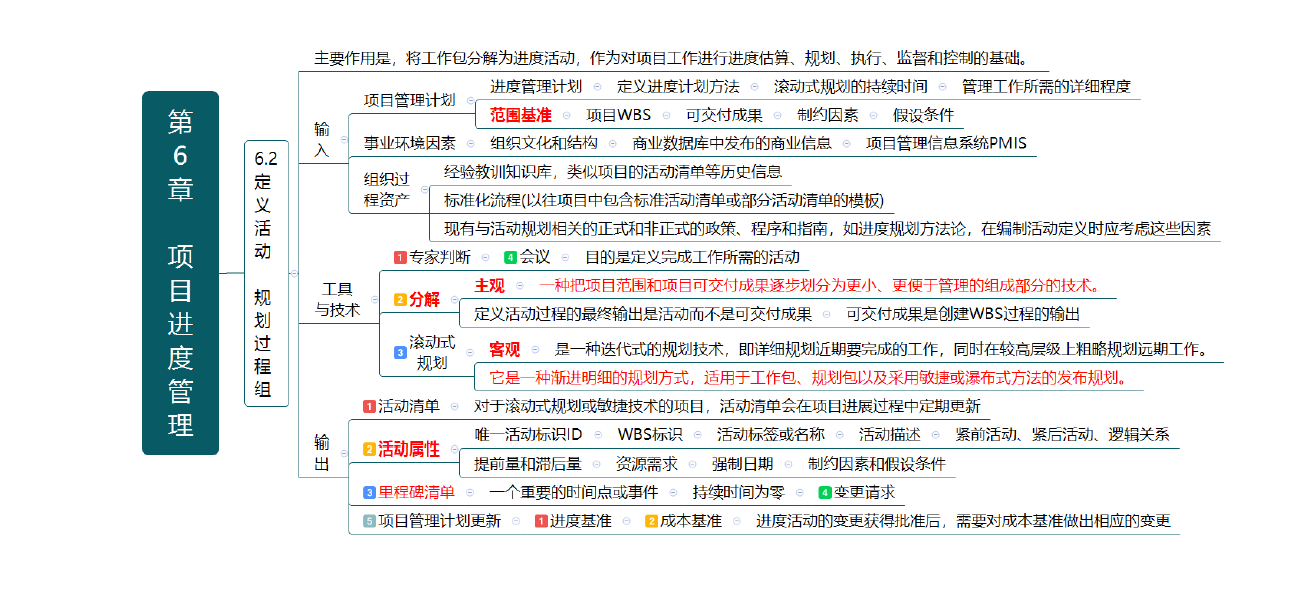 第6章 项目进度管理
6.2 定义活动 规划过程组
主要作用是，将工作包分解为进度活动，作为对项目工作进行进度估算、规划、执行、监督和控制的基础。
输入
项目管理计划
进度管理计划 定义进度计划方法 滚动式规划的持续时间 管理工作所需的详细程度
范围基准 项目WBS 可交付成果 制约因素 假设条件
事业环境因素 组织文化和结构 商业数据库中发布的商业信息 项目管理信息系统PMIS
组织过程资产
经验教训知识库，类似项目的活动清单等历史信息
标准化流程(以往项目中包含标准活动清单或部分活动清单的模板)
现有与活动规划相关的正式和非正式的政策、程序和指南，如进度规划方法论，在编制活动定义时应考虑这些因素
工具与技术
1 专家判断 4 会议 目的是定义完成工作所需的活动
2 分解
主观 一种把项目范围和项目可交付成果逐步划分为更小、更便于管理的组成部分的技术。
定义活动过程的最终输出是活动而不是可交付成果 可交付成果是创建WBS过程的输出
3 滚动式规划
客观 是一种迭代式的规划技术，即详细规划近期要完成的工作，同时在较高层级上粗略规划远期工作。
它是一种渐进明细的规划方式，适用于工作包、规划包以及采用敏捷或瀑布式方法的发布规划。
输出
1 活动清单 对于滚动式规划或敏捷技术的项目，活动清单会在项目进展过程中定期更新
2 活动属性
唯一活动标识ID WBS标识 活动标签或名称 活动描述 紧前活动、紧后活动、逻辑关系
提前量和滞后量 资源需求 强制日期 制约因素和假设条件
3 里程碑清单 一个重要的时间点或事件 持续时间为零 4 变更请求
5 项目管理计划更新 1 进度基准 2 成本基准 进度活动的变更获得批准后，需要对成本基准做出相应的变更